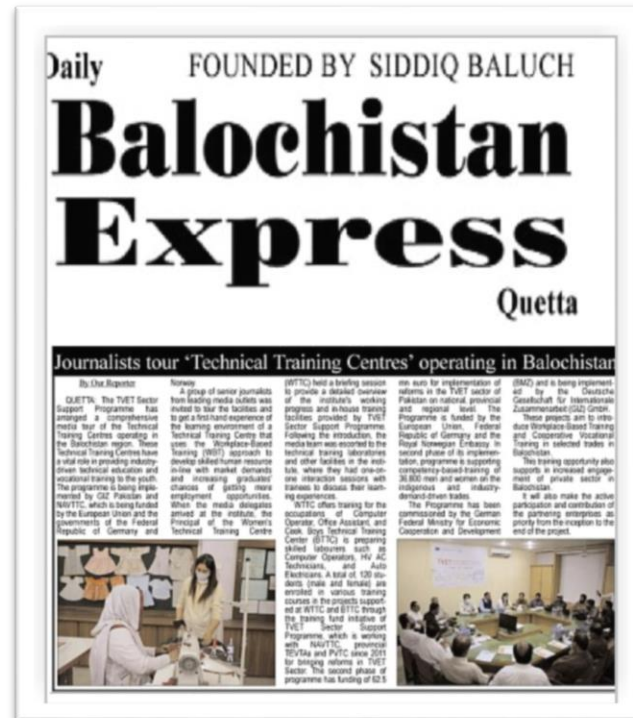 Daily
FOUNDED BY SIDDIQ BALUCH
Balochistan
Express
Quetta
Journalists tour 'Technical Training Centres' operating in Balochistan
By Our Reporter
QUETTA: The TVET Sector
Support Programme has
arranged a comprehensive
media tour of the Technical
Training Centres operating in
the Balochistan region. These
Technical Training Centres have
a vital role in providing industry-
driven technical education and
vocational training to the youth.
The programme is being imple-
mented by GIZ Pakistan and
NAVTTC, which is being funded
by the European Union and the
governments of the Federal
Republic of Germany and
Norway.
A group of senior journalists
from leading media outlets was
invited to tour the facilities and
to get a first-hand experience of
the learning environment of a
Technical Training Centre that
uses the Workplace-Based
Training (WBT) approach to
develop skilled human resource
in-line with market demands
and increasing graduates'
chances of getting more
employment opportunities.
When the media delegates
arrived at the institute, the
Principal of the Women's
Technical Training Centre
(WTTC) held a briefing session
to provide a detailed overview
of the institute's working
progress and in-house training
facilities provided by TVET
Sector Support Programme.
Following the introduction, the
media team was escorted to the
technical training laboratories
and other facilities in the insti-
tute, where they had one-on-
one interaction sessions with
trainees to discuss their learn-
ing experiences.
WTTC offers training for the
occupations of Computer
Operator, Office Assistant, and
Cook. Boys Technical Training
Center (BTTC) is preparing
skilled labourers such as
Computer Operators, HV AC
Technicians, and Auto
Electricians. A total of, 120 stu-
dents (male and female) are
enrolled in various training
courses in the projects support-
ed at WTTC and BTTC through
the training fund initiative of
TVET Sector Support
Programme, which is working
with NAVTTC, provincial
TEVTAs and PVTC since 2011
for bringing reforms in TVET
Sector. The second phase of
programme has funding of 62.5
mn euro for implementation of
reforms in the TVET sector of
Pakistan on national, provincial
and regional level. The
Programme is funded by the
European Union, Federal
Republic of Germany and the
Royal Norwegian Embassy. In
second phase of its implemen-
tation, programme is supporting
competency-based-training of
36,800 men and women on the
indigenous and industry-
demand-driven trades.
The Programme has been
commissioned by the German
Federal Ministry for Economic
Cooperation and Development
(BMZ) and is being implement-
ed by the Deutsche
Gesellschaft für Internationale
Zusammenarbeit (GIZ) GmbH.
These projects aim to intro-
duce Workplace-Based Training
and Cooperative Vocational
Training in selected trades in
Balochistan.
This training opportunity also
supports in increased engage-
ment of private sector in
Balochistan.
It will also make the active
participation and contribution of
the partnering enterprises as
priority from the inception to the
end of the project.
TVET